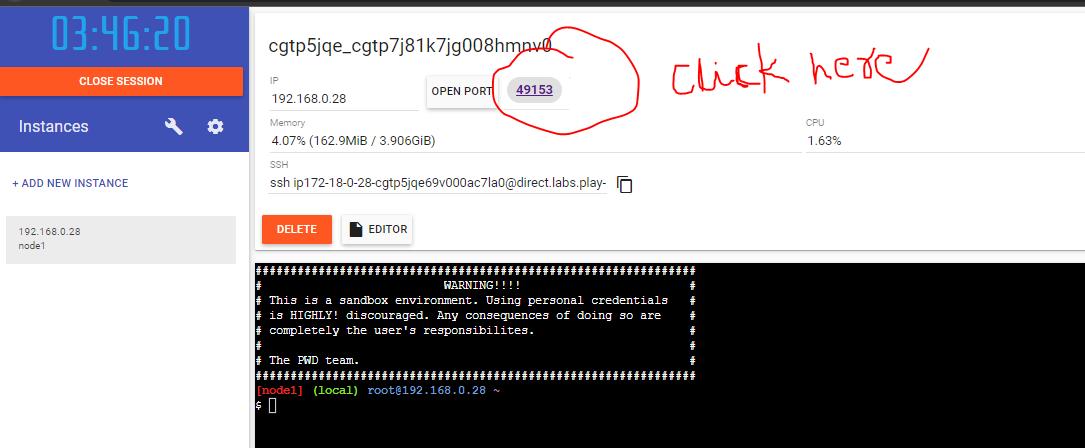 03:46:20
CLOSE SESSION
Instances
+ ADD NEW INSTANCE
192.168.0.28
node1
cgtp5jqe_cgtp7j81k7jg008hmnv0
click here
IP
192.168.0.28
OPEN PORT
49153
Memory
4.07% (162.9MiB / 3.906GiB)
CPU
1.63%
SSH
ssh ip172-18-0-28-cgtp5jqe69v000ac7la0@direct.labs.play-
DELETE
EDITOR
###############################################################
# WARNING!!!! #
# This is a sandbox environment. Using personal credentials #
# is HIGHLY! discouraged. Any consequences of doing so are #
# completely the user's responsibilites. #
# #
# The PWD team. #
###############################################################
[node1] (local) root@192.168.0.28 ~
$